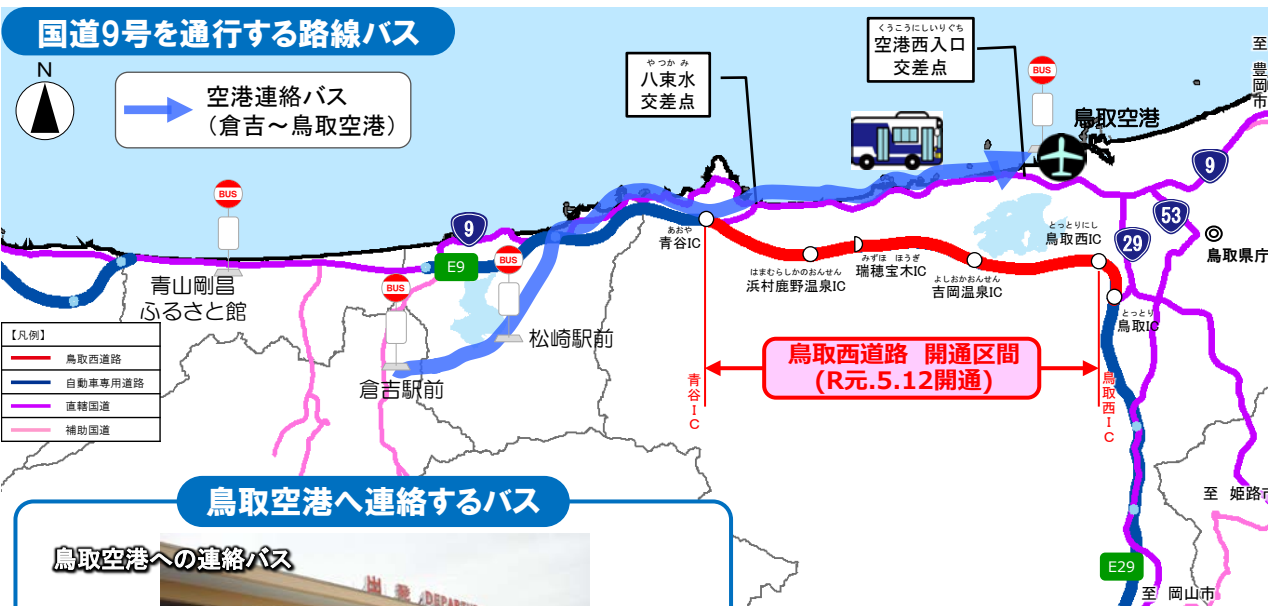 国道9号を通行する路線バス
N
空港連絡バス
(倉吉～鳥取空港)
やつかみ
八束水
交差点
くうこうにしいりぐち
空港西入口
交差点
BUS
鳥取空港
至 豊岡市
9
53
29
鳥取県庁
BUS
青山剛昌
ふるさと館
9
E9
BUS
松崎駅前
BUS
倉吉駅前
あおや
青谷IC
はまむらしかのおんせん
浜村鹿野温泉IC
みずほ ほうぎ
瑞穂宝木IC
よしおかおんせん
吉岡温泉IC
とっとりにし
鳥取西IC
とっとり
鳥取IC
【凡例】
鳥取西道路
自動車専用道路
直轄国道
補助国道
青谷IC
鳥取西道路 開通区間
(R元.5.12開通)
鳥取西IC
至 姫路市
E29
至 岡山市
鳥取空港へ連絡するバス
鳥取空港への連絡バス
出発